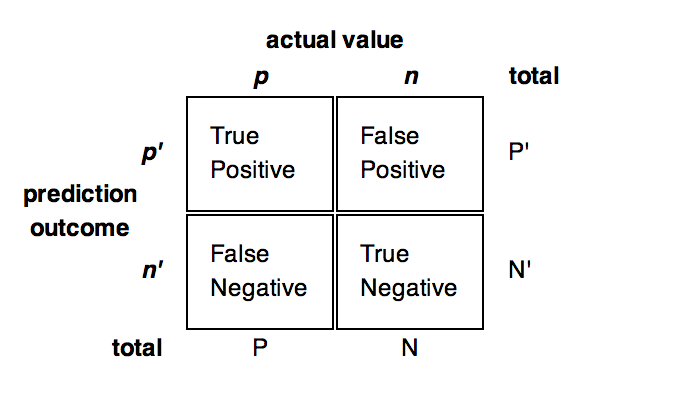 actual value
p n total
p' True Positive False Positive P'
prediction outcome
n' False Negative True Negative N'
total P N